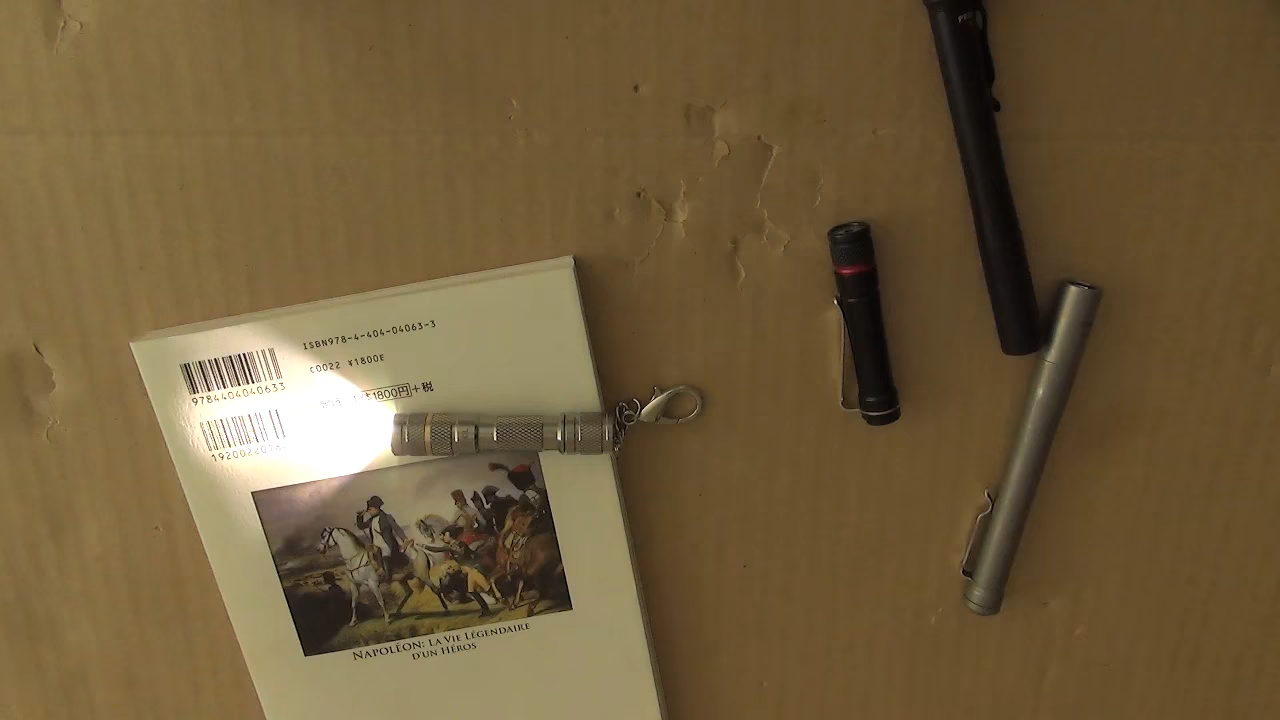 ISBN978-4-404-04063-3
C0022 ¥1800E
9784404040633
1800円+税
NAPOLÉON: LA VIE LÉGENDAIRE
D'UN HÉROS